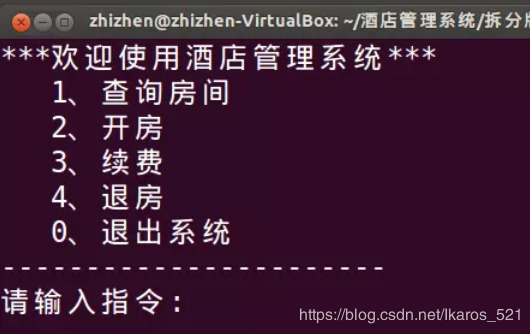 zhizhen@zhizhen-VirtualBox: ~/酒店管理系统/拆分
***欢迎使用酒店管理系统***
1、查询房间
2、开房
3、续费
4、退房
0、退出系统
-----------------------
请输入指令：
https://blog.csdn.net/Ikaros_521